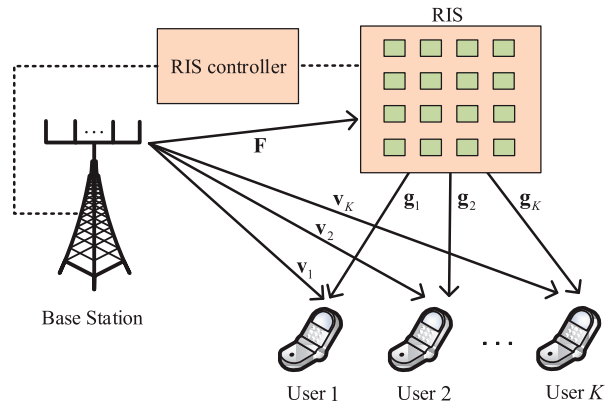 RIS
RIS controller
...
F
v_K
g_1
g_2
g_K
v_2
v_1
Base Station
...
User 1
User 2
User K